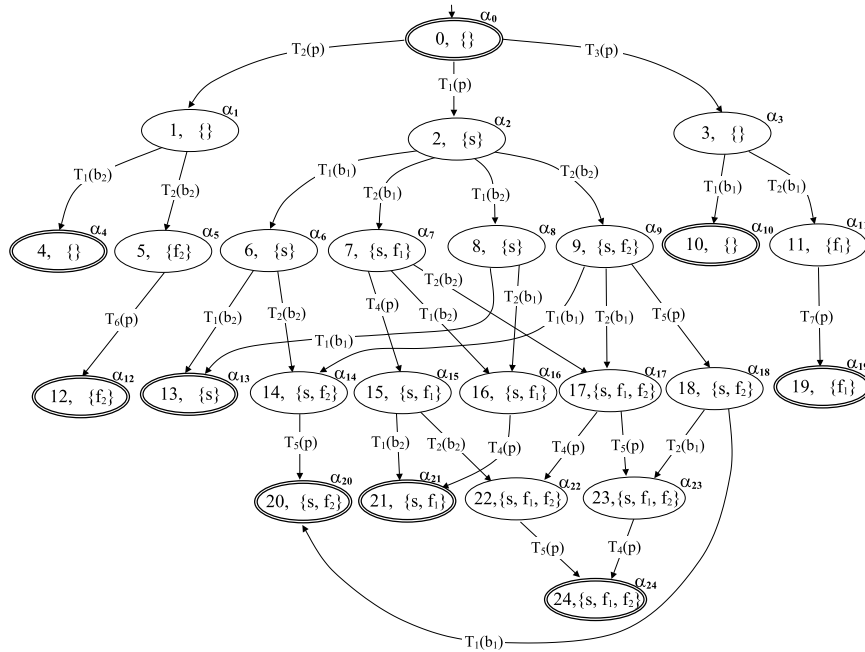 α₀
0, {}
T₂(p)
T₃(p)
T₁(p)
α₁
α₂
α₃
1, {}
2, {s}
3, {}
T₁(b₂)
T₂(b₂)
T₁(b₁)
T₂(b₁)
T₁(b₂)
T₂(b₂)
T₁(b₁)
T₂(b₁)
α₄
α₅
α₆
α₇
α₈
α₉
α₁₀
α₁₁
4, {}
5, {f₂}
6, {s}
7, {s, f₁}
8, {s}
9, {s, f₂}
10, {}
11, {f₁}
T₂(b₂)
T₆(p)
T₁(b₂)
T₂(b₂)
T₁(b₁)
T₄(p)
T₁(b₂)
T₂(b₁)
T₁(b₁)
T₂(b₁)
T₅(p)
T₇(p)
α₁₂
α₁₃
α₁₄
α₁₅
α₁₆
α₁₇
α₁₈
α₁₉
12, {f₂}
13, {s}
14, {s, f₂}
15, {s, f₁}
16, {s, f₁}
17,{s, f₁, f₂}
18, {s, f₂}
19, {f₁}
T₅(p)
T₁(b₂)
T₂(b₂)
T₄(p)
T₄(p)
T₅(p)
T₂(b₁)
α₂₀
α₂₁
α₂₂
α₂₃
20, {s, f₂}
21, {s, f₁}
22,{s, f₁, f₂}
23,{s, f₁, f₂}
T₅(p)
T₄(p)
α₂₄
24,{s, f₁, f₂}
T₁(b₁)